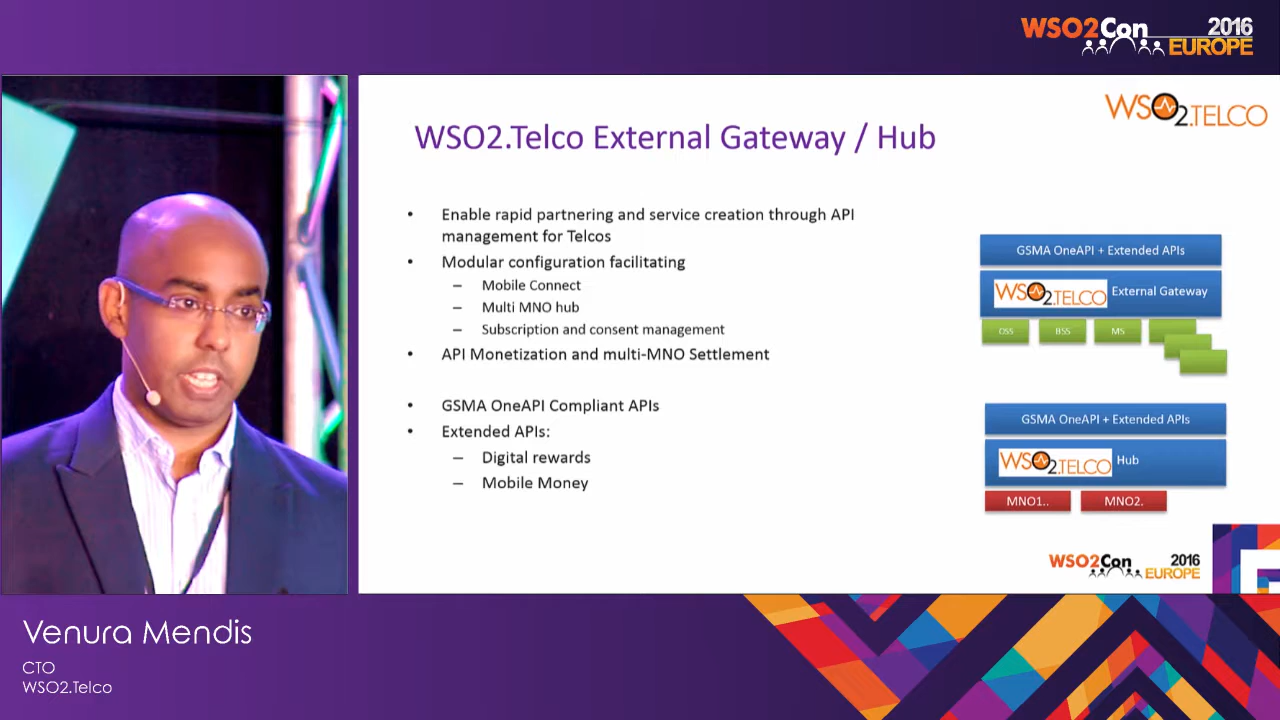 WSO2Con 2016
EUROPE
WSO2.TELCO
WSO2.Telco External Gateway / Hub
• Enable rapid partnering and service creation through API
management for Telcos
• Modular configuration facilitating
– Mobile Connect
– Multi MNO hub
– Subscription and consent management
• API Monetization and multi-MNO Settlement
• GSMA OneAPI Compliant APIs
• Extended APIs:
– Digital rewards
– Mobile Money
GSMA OneAPI + Extended APIs
WSO2.TELCO External Gateway
OSS BSS MS
GSMA OneAPI + Extended APIs
WSO2.TELCO Hub
MNO1.. MNO2.
WSO2Con 2016
EUROPE
Venura Mendis
CTO
WSO2.Telco